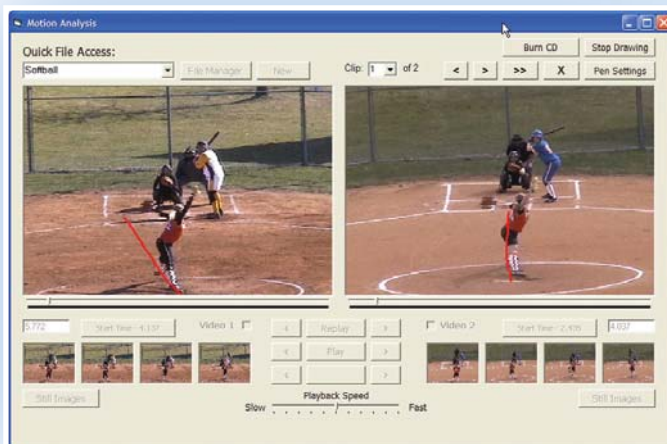 Motion Analysis
Quick File Access:
Burn CD Stop Drawing
Softball File Manager New Clip: 1 of 2 < > >> X Pen Settings
5.772 Start Time - 4.137 Video 1 < Replay > Video 2 Start Time - 2.435 4.037
< Play >
< >
Still Images Still Images
Playback Speed
Slow Fast